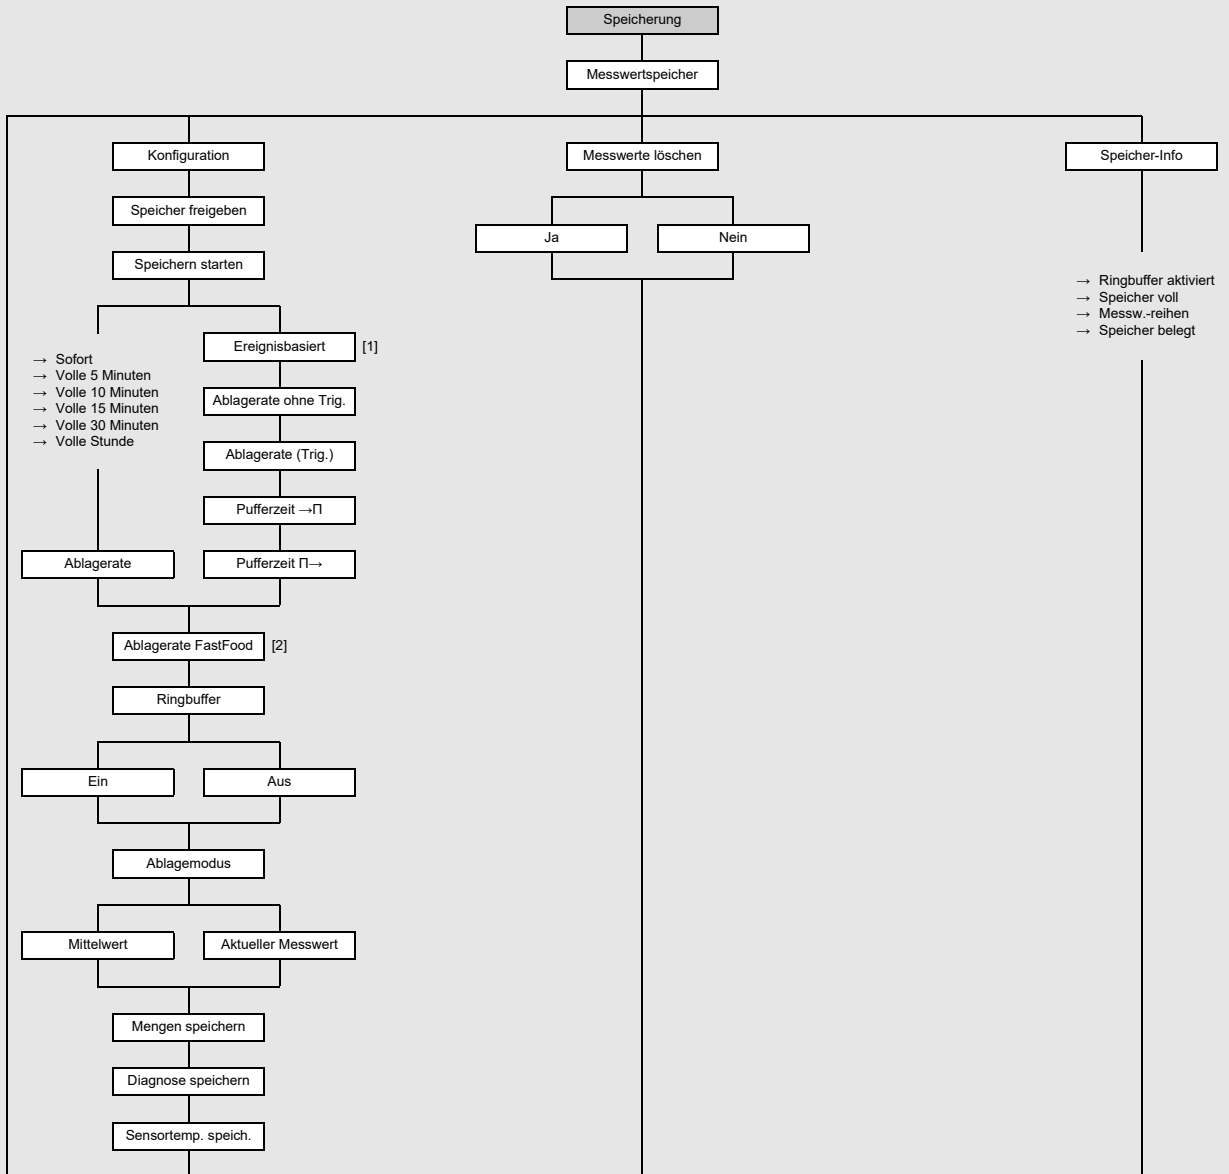 Speicherung
Messwertspeicher
Konfiguration
Messwerte löschen
Speicher-Info
Speicher freigeben
Ja
Nein
Speichern starten
→ Ringbuffer aktiviert
→ Speicher voll
→ Messw.-reihen
→ Speicher belegt
→ Sofort
→ Volle 5 Minuten
→ Volle 10 Minuten
→ Volle 15 Minuten
→ Volle 30 Minuten
→ Volle Stunde
Ereignisbasiert [1]
Ablagerate ohne Trig.
Ablagerate (Trig.)
Pufferzeit →Π
Ablagerate
Pufferzeit Π→
Ablagerate FastFood [2]
Ringbuffer
Ein
Aus
Ablagemodus
Mittelwert
Aktueller Messwert
Mengen speichern
Diagnose speichern
Sensortemp. speich.